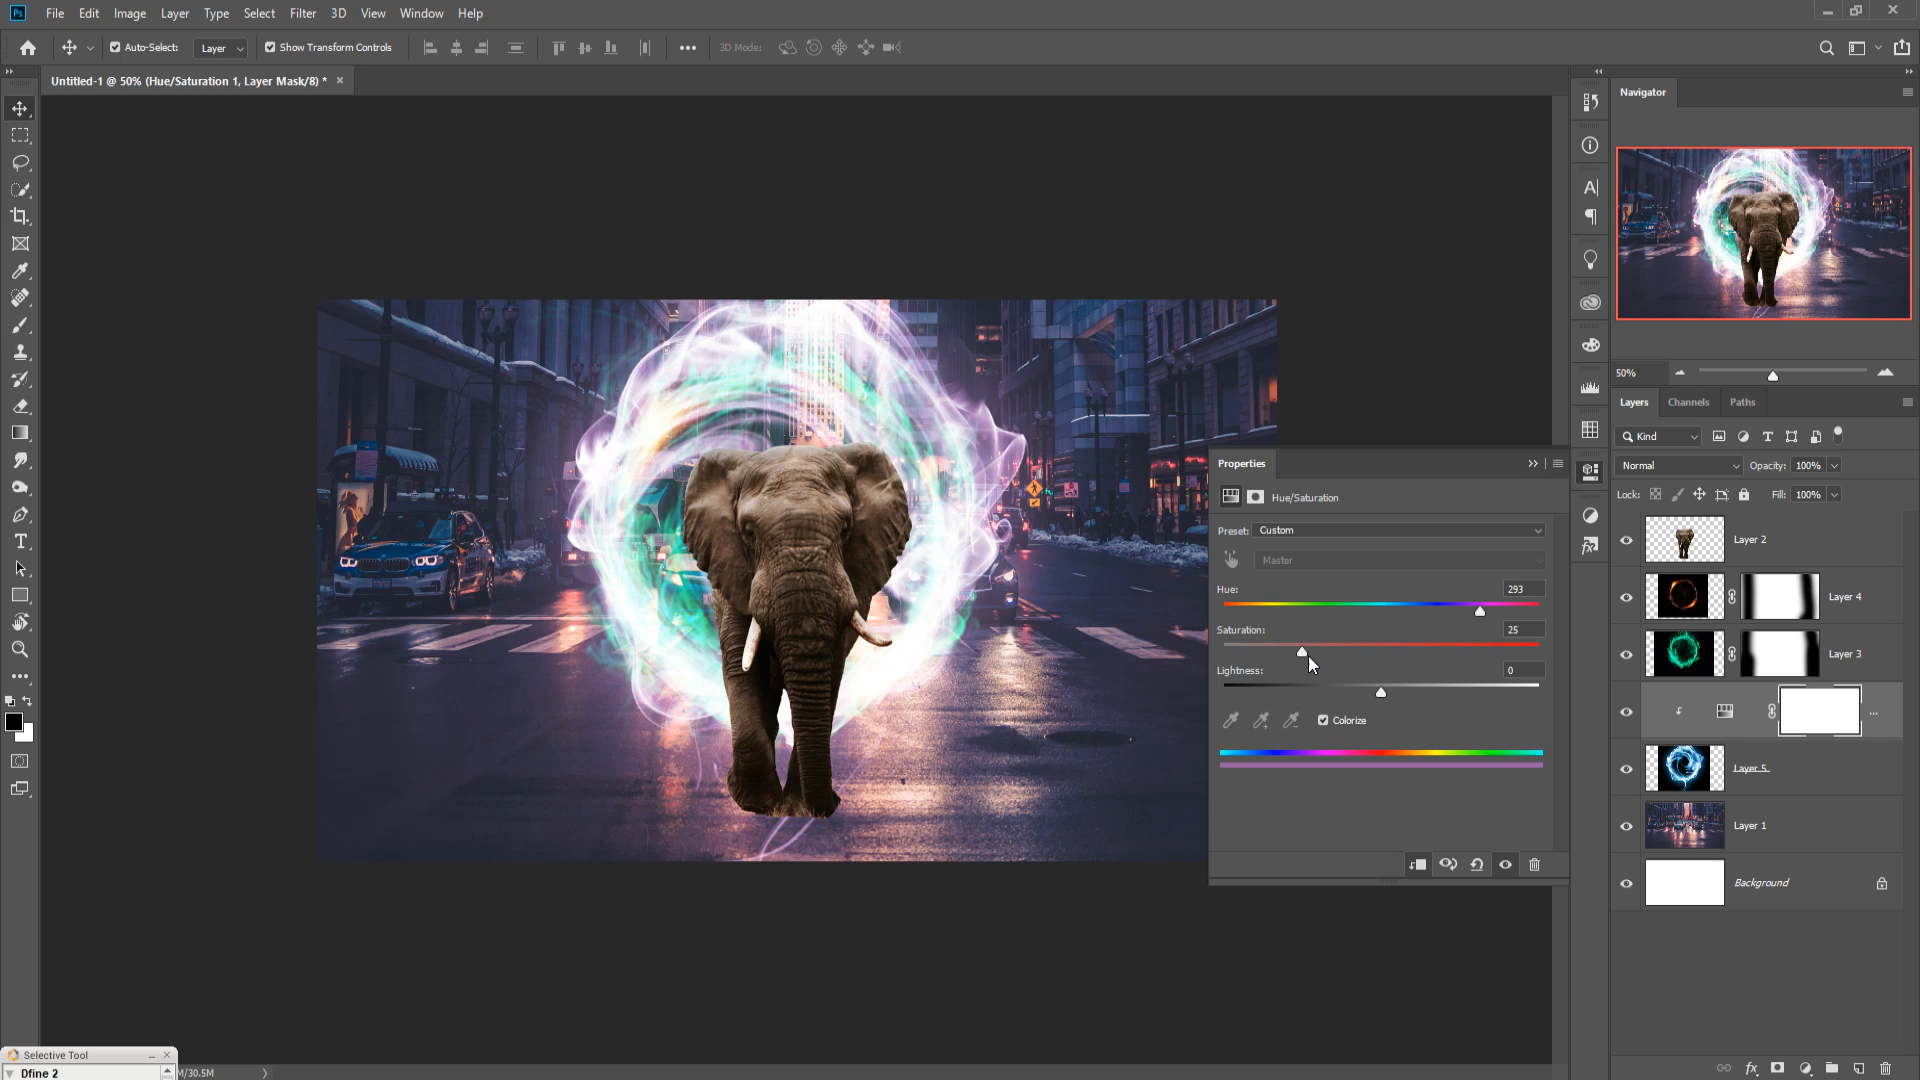 Ps File Edit Image Layer Type Select Filter 3D View Window Help
Auto-Select: Layer Show Transform Controls 3D Mode:
Untitled-1 @ 50% (Hue/Saturation 1, Layer Mask/8) *
Navigator
50%
Layers Channels Paths
Kind
Normal Opacity: 100%
Lock: Fill: 100%
Layer 2
Layer 4
Layer 3
Layer 5
Layer 1
Background
Properties
Hue/Saturation
Preset: Custom
Master
Hue: 293
Saturation: 25
Lightness: 0
Colorize
Selective Tool
Dfine 2
M/30.5M